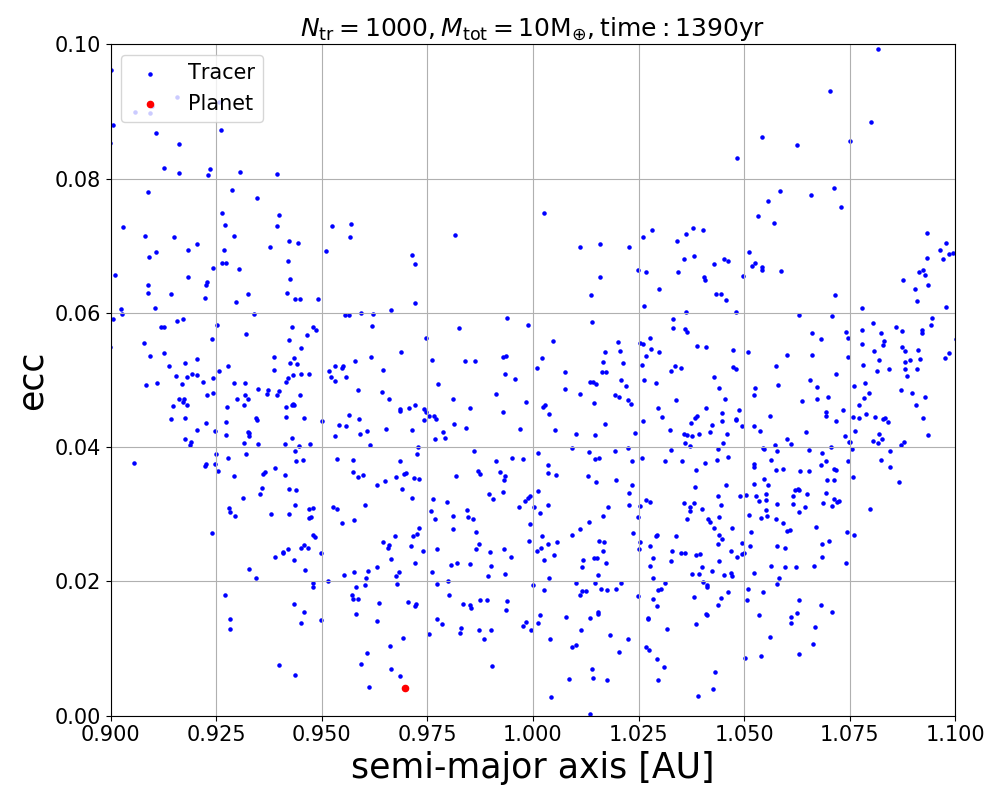 N_tr = 1000, M_tot = 10M_⊕, time : 1390yr
Tracer
Planet
0.10
0.08
0.06
0.04
0.02
0.00
ecc
0.900 0.925 0.950 0.975 1.000 1.025 1.050 1.075 1.100
semi-major axis [AU]